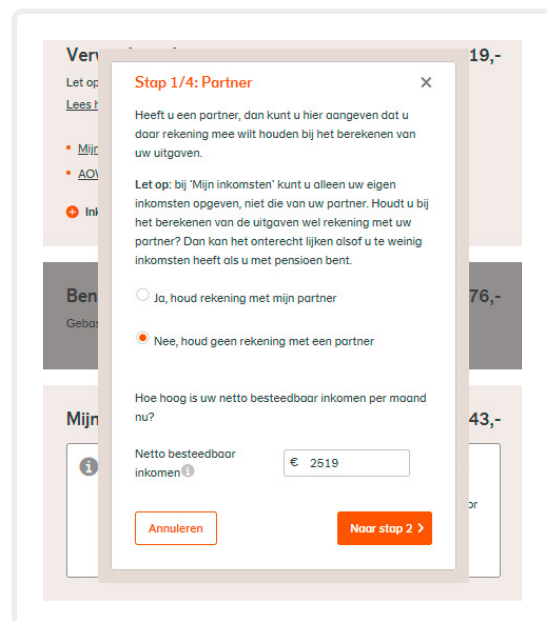 19,-
Let op
Lees h
Stap 1/4: Partner
Heeft u een partner, dan kunt u hier aangeven dat u
daar rekening mee wilt houden bij het berekenen van
uw uitgaven.
Let op: bij 'Mijn inkomsten' kunt u alleen uw eigen
inkomsten opgeven, niet die van uw partner. Houdt u bij
het berekenen van de uitgaven wel rekening met uw
partner? Dan kan het onterecht lijken alsof u te weinig
inkomsten heeft als u met pensioen bent.
Ja, houd rekening met mijn partner
Nee, houd geen rekening met een partner
Hoe hoog is uw netto besteedbaar inkomen per maand
nu?
Netto besteedbaar
inkomen
€ 2519
Annuleren
Naar stap 2
Mijn
AOV
Ink
Ben
76,-
Gebas
Mijn
43,-
or